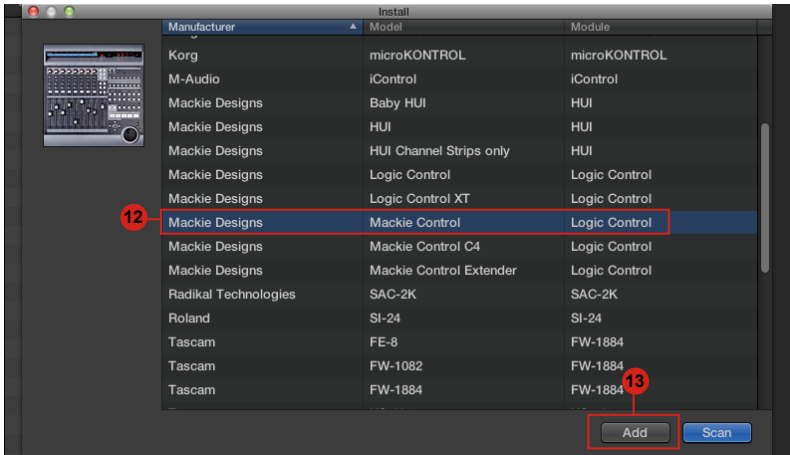 Install
Manufacturer Model Module
Korg microKONTROL microKONTROL
M-Audio iControl iControl
Mackie Designs Baby HUI HUI
Mackie Designs HUI HUI
Mackie Designs HUI Channel Strips only HUI
Mackie Designs Logic Control Logic Control
Mackie Designs Logic Control XT Logic Control
12 Mackie Designs Mackie Control Logic Control
Mackie Designs Mackie Control C4 Logic Control
Mackie Designs Mackie Control Extender Logic Control
Radikal Technologies SAC-2K SAC-2K
Roland SI-24 SI-24
Tascam FE-8 FW-1884
Tascam FW-1082 FW-1884
Tascam FW-1884 FW-1884
13
Add Scan